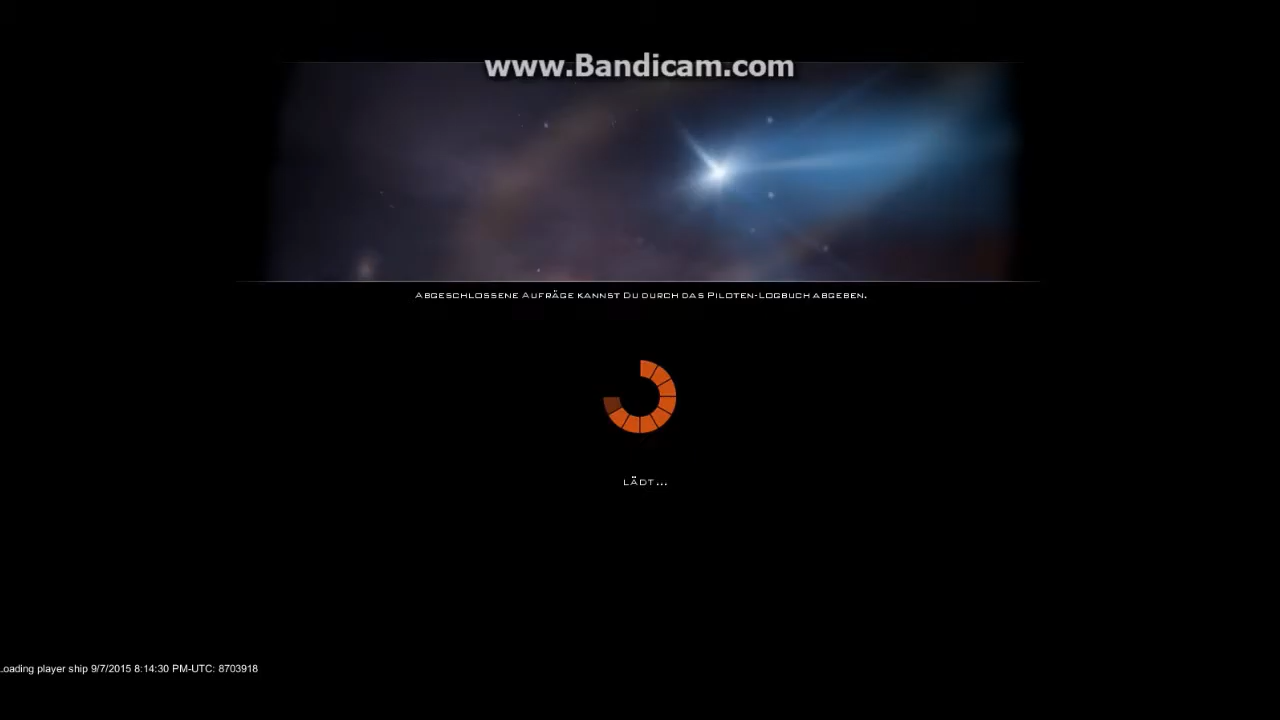 www.Bandicam.com
Abgeschlossene Aufräge kannst Du durch das Piloten-Logbuch abgeben.
lädt...
Loading player ship 9/7/2015 8:14:30 PM-UTC: 8703918